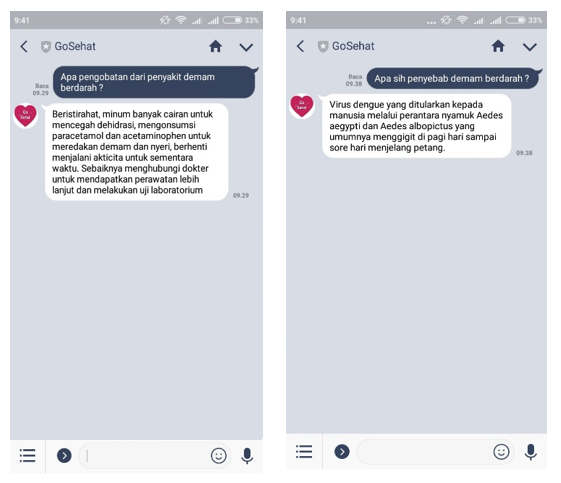 9:41
33%
GoSehat
Apa pengobatan dari penyakit demam
berdarah ?
Baca
09.29
Go
Sehat
Beristirahat, minum banyak cairan untuk
mencegah dehidrasi, mengonsumsi
paracetamol dan acetaminophen untuk
meredakan demam dan nyeri, berhenti
menjalani akticita untuk sementara
waktu. Sebaiknya menghubungi dokter
untuk mendapatkan perawatan lebih
lanjut dan melakukan uji laboratorium
09.29
9:41
... 33%
GoSehat
Apa sih penyebab demam berdarah ?
Baca
09.38
Go
Sehat
Virus dengue yang ditularkan kepada
manusia melalui perantara nyamuk Aedes
aegypti dan Aedes albopictus yang
umumnya menggigit di pagi hari sampai
sore hari menjelang petang.
09.38